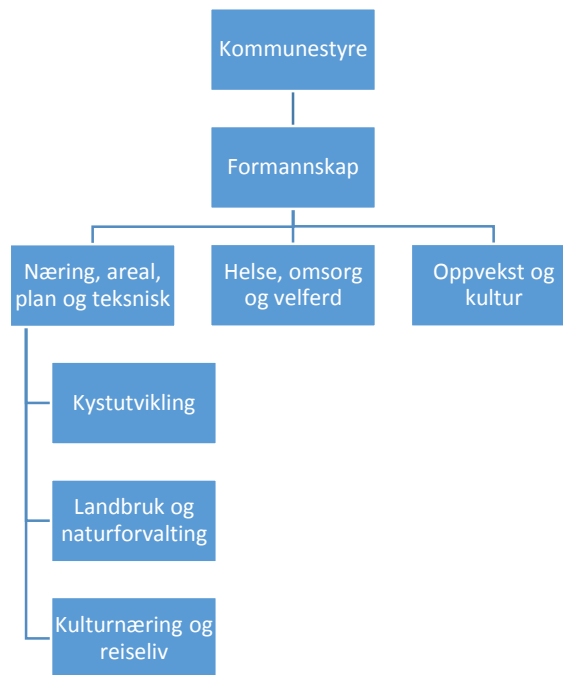 Kommunestyre
Formannskap
Næring, areal,
plan og teksnisk
Helse, omsorg
og velferd
Oppvekst og
kultur
Kystutvikling
Landbruk og
naturforvalting
Kulturnæring og
reiseliv